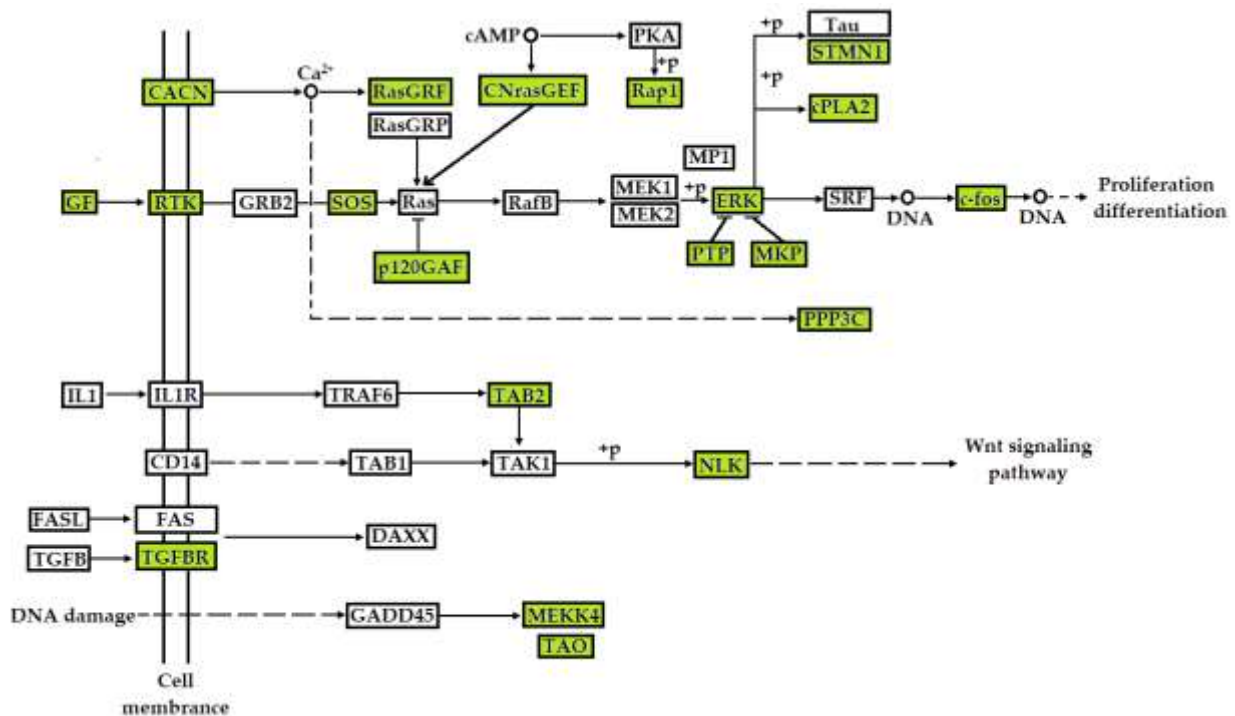 cAMP
PKA
+p
Tau
STMN1
Ca²⁺
+p
+p
CACN
RasGRF
CNrasGEF
Rap1
cPLA2
RasGRP
MP1
GF
RTK
GRB2
SOS
Ras
RafB
MEK1
MEK2
+p
ERK
SRF
DNA
c-fos
DNA
Proliferation
differentiation
p120GAF
PTP
MKP
PPP3C
IL1
IL1R
TRAF6
TAB2
CD14
TAB1
TAK1
+p
NLK
Wnt signaling
pathway
FASL
FAS
DAXX
TGFB
TGFBR
DNA damage
GADD45
MEKK4
TAO
Cell
membrance